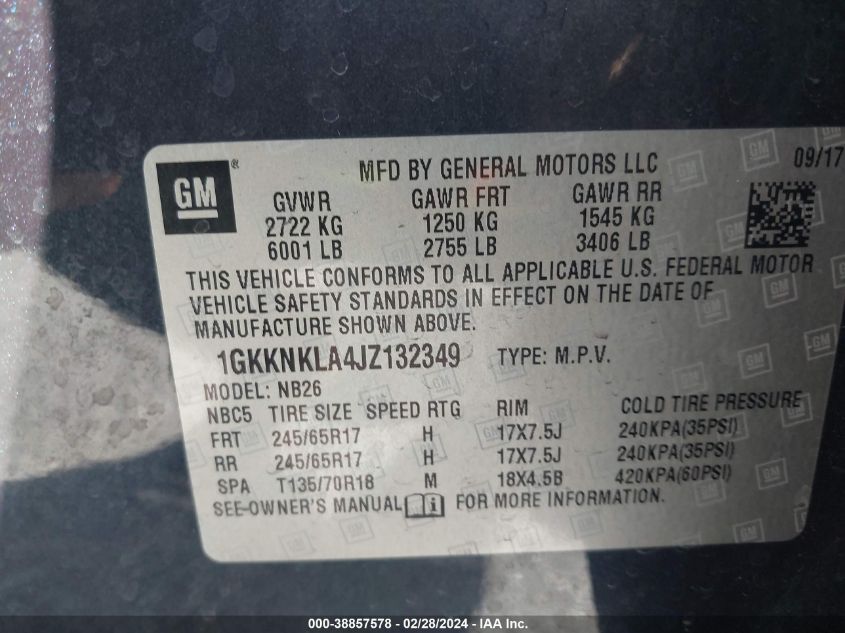 GM ® MFD BY GENERAL MOTORS LLC 09/17
GVWR GAWR FRT GAWR RR
2722 KG 1250 KG 1545 KG
6001 LB 2755 LB 3406 LB
THIS VEHICLE CONFORMS TO ALL APPLICABLE U.S. FEDERAL MOTOR
VEHICLE SAFETY STANDARDS IN EFFECT ON THE DATE OF
MANUFACTURE SHOWN ABOVE.
1GKKNKLA4JZ132349 TYPE: M.P.V.
MODEL: NB26
NBC5 TIRE SIZE SPEED RTG RIM COLD TIRE PRESSURE
FRT 245/65R17 H 17X7.5J 240KPA(35PSI)
RR 245/65R17 H 17X7.5J 240KPA(35PSI)
SPA T135/70R18 M 18X4.5B 420KPA(60PSI)
SEE-OWNER'S MANUAL i FOR MORE INFORMATION.
000-38857578 — 02/28/2024 — IAA Inc.